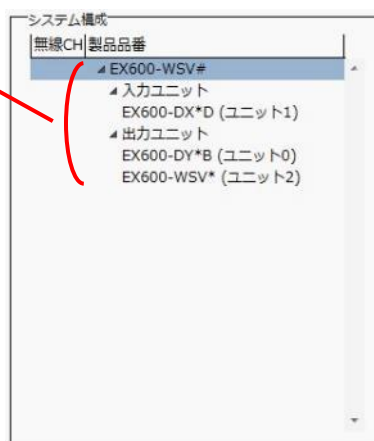 システム構成
無線CH 製品品番
EX600-WSV#
入力ユニット
EX600-DX*D (ユニット1)
出力ユニット
EX600-DY*B (ユニット0)
EX600-WSV* (ユニット2)